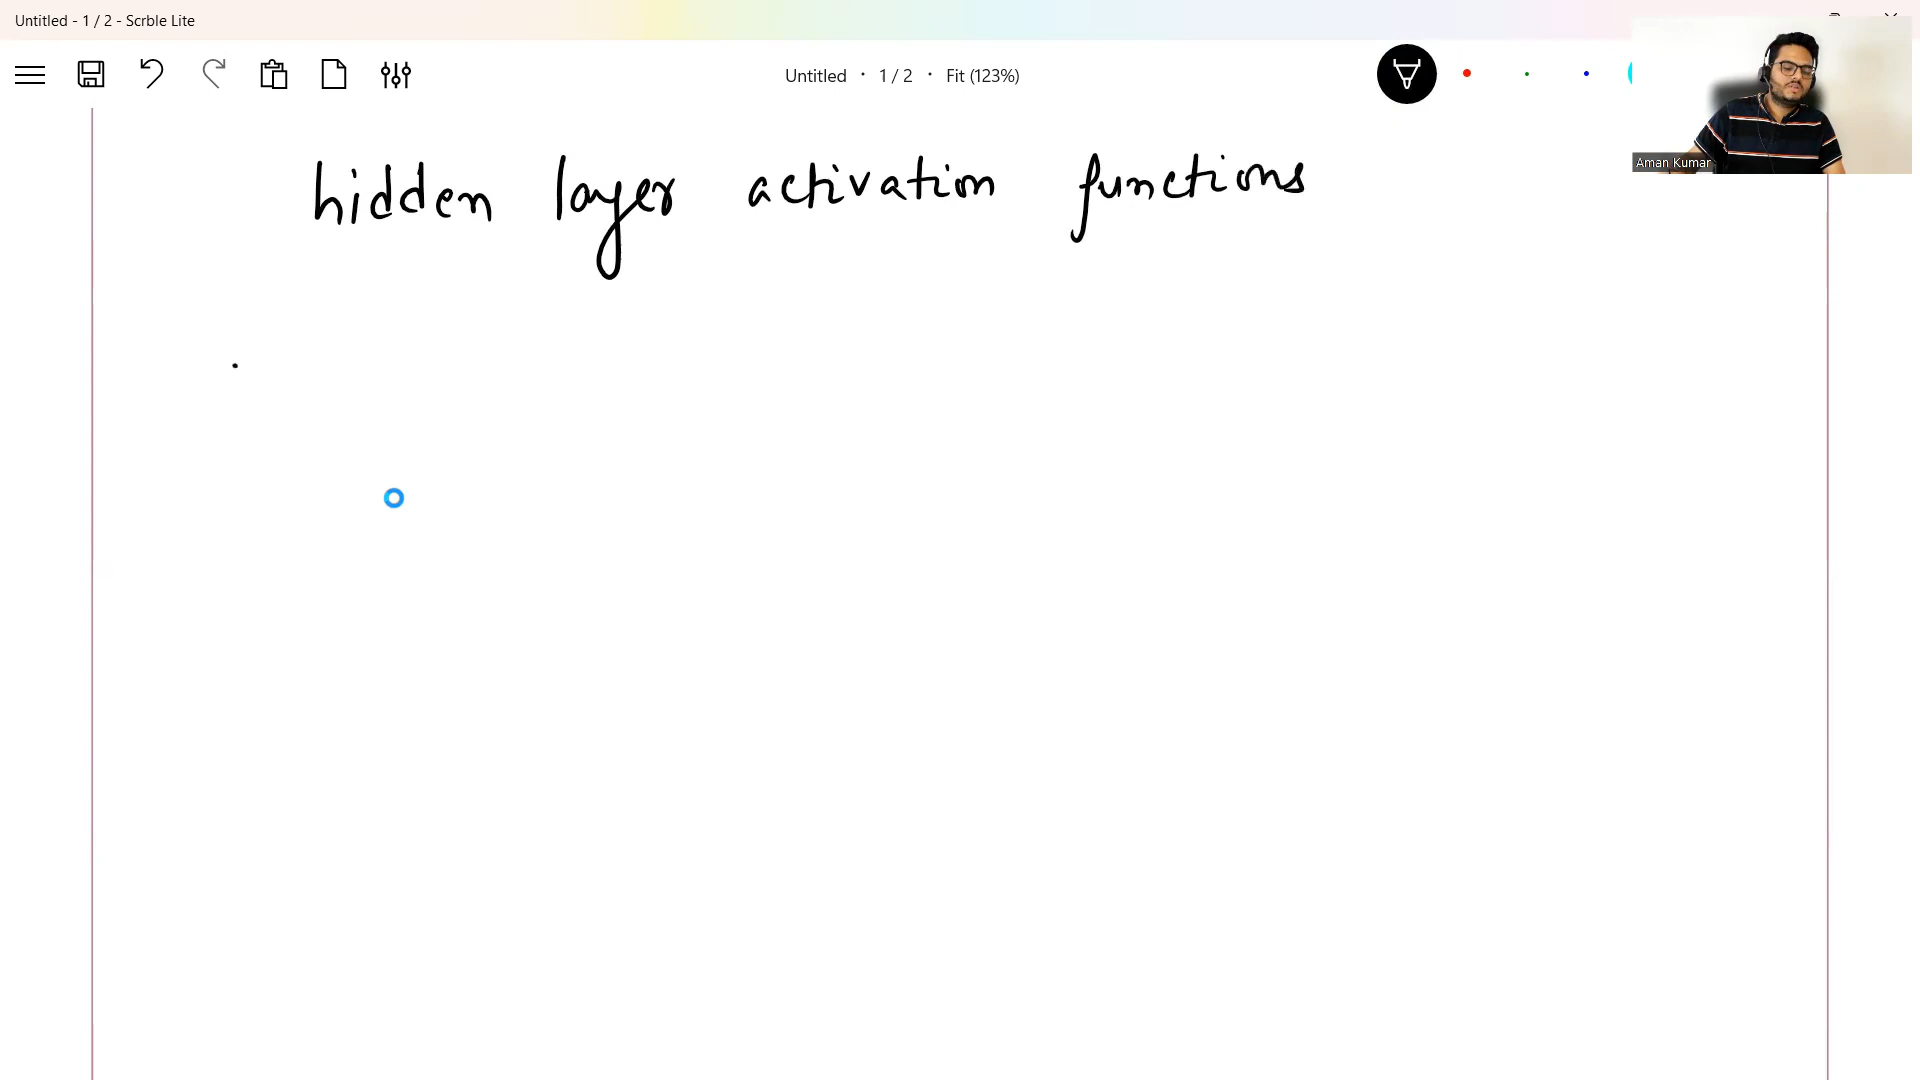 Untitled - 1 / 2 - Scrble Lite
Untitled • 1 / 2 • Fit (123%)
Aman Kumar
hidden layer activation functions